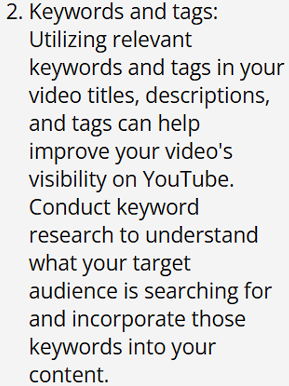 2. Keywords and tags:
Utilizing relevant
keywords and tags in your
video titles, descriptions,
and tags can help
improve your video's
visibility on YouTube.
Conduct keyword
research to understand
what your target
audience is searching for
and incorporate those
keywords into your
content.